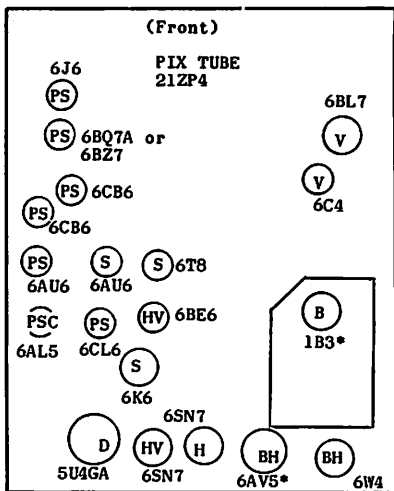 (Front)
6J6
PIX TUBE
21ZP4
PS
6BL7
PS
6BQ7A or
6BZ7
V
PS
6CB6
V
6C4
PS
6CB6
PS
S
S
6T8
6AU6
6AU6
B
PSC
PS
HV
6BE6
1B3*
6AL5
6CL6
S
6K6
6SN7
D
HV
H
BH
BH
5U4GA
6SN7
6AV5*
6W4